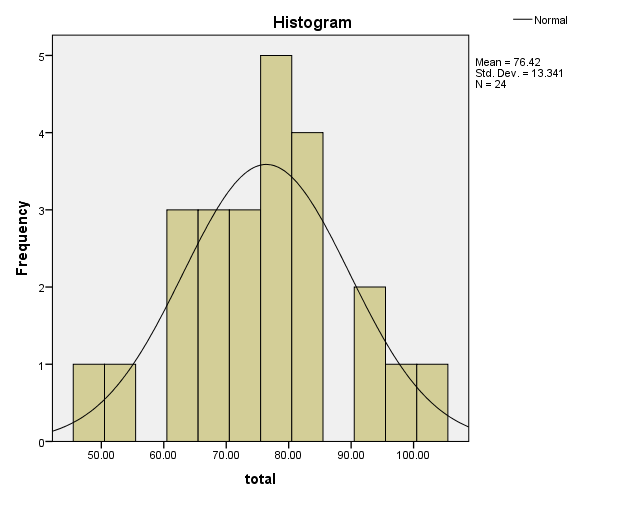 Histogram
Normal
Mean = 76.42
Std. Dev. = 13.341
N = 24
Frequency
5
4
3
2
1
0
50.00 60.00 70.00 80.00 90.00 100.00
total